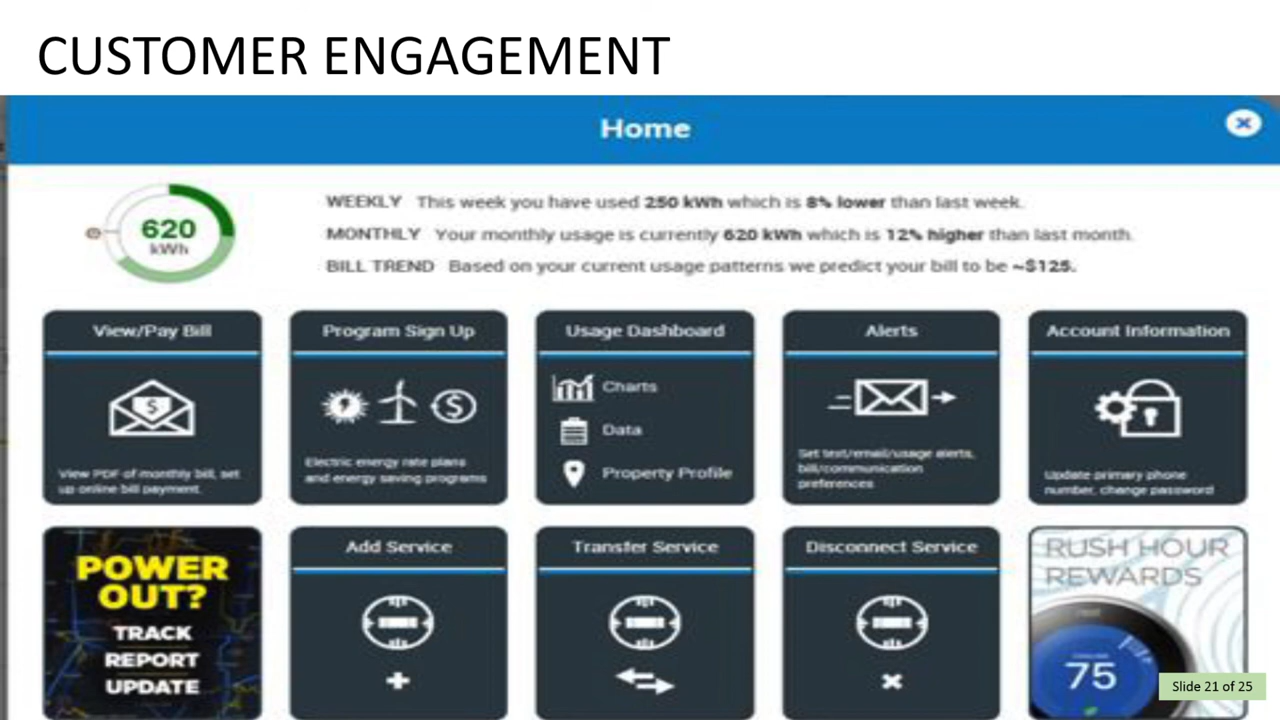 CUSTOMER ENGAGEMENT
Home
620
kWh
WEEKLY This week you have used 250 kWh which is 8% lower than last week.
MONTHLY Your monthly usage is currently 620 kWh which is 12% higher than last month.
BILL TREND Based on your current usage patterns we predict your bill to be ~$125.
View/Pay Bill
View PDF of monthly bill, set
up online bill payment.
Program Sign Up
Electric energy rate plans
and energy saving programs
Usage Dashboard
Charts
Data
Property Profile
Alerts
Set text/email/usage alerts,
bill/communication
preferences
Account Information
Update primary phone
number, change password
POWER
OUT?
TRACK
REPORT
UPDATE
Add Service
Transfer Service
Disconnect Service
RUSH HOUR
REWARDS
75
Slide 21 of 25